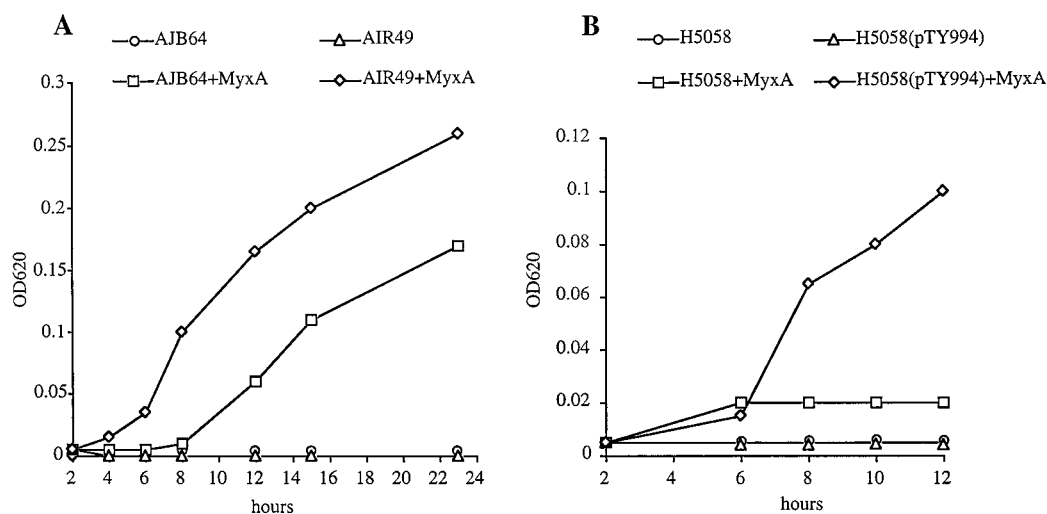 A
AJB64
AIR49
AJB64+MyxA
AIR49+MyxA
0.3
0.25
0.2
0.15
0.1
0.05
0
OD620
2 4 6 8 10 12 14 16 18 20 22 24
hours
B
H5058
H5058(pTY994)
H5058+MyxA
H5058(pTY994)+MyxA
0.12
0.1
0.08
0.06
0.04
0.02
0
OD620
2 4 6 8 10 12
hours